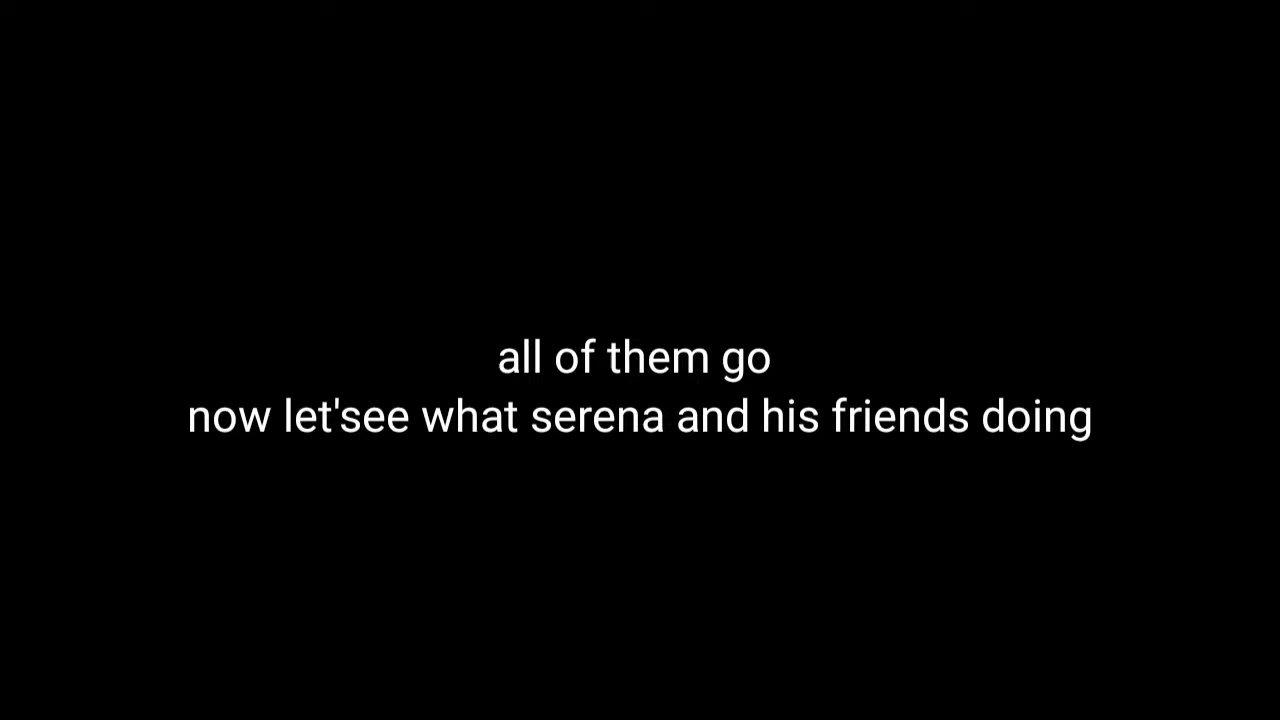 all of them go
now let'see what serena and his friends doing